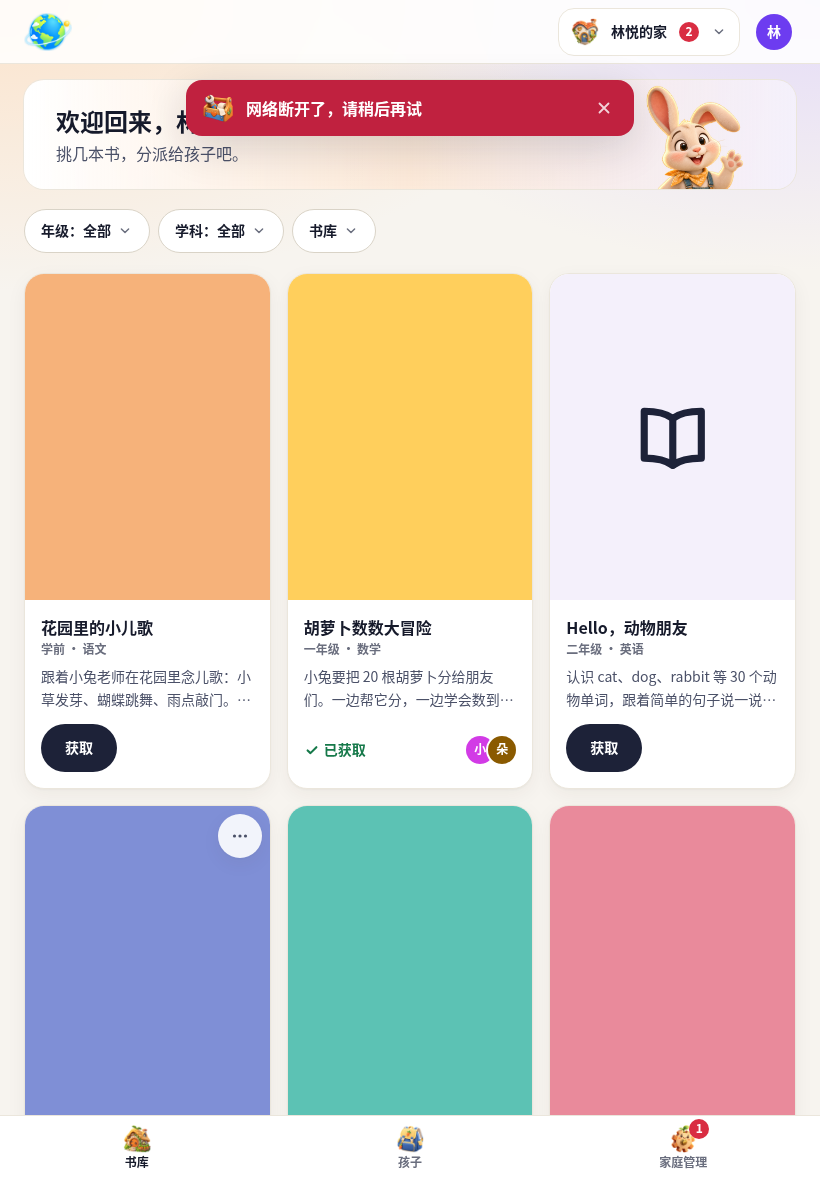 林悦的家 2
林
网络断开了，请稍后再试
欢迎回来，
挑几本书，分派给孩子吧。
年级：全部
学科：全部
书库
花园里的小儿歌
学前 · 语文
跟着小兔老师在花园里念儿歌：小
草发芽、蝴蝶跳舞、雨点敲门。…
获取
胡萝卜数数大冒险
一年级 · 数学
小兔要把 20 根胡萝卜分给朋友
们。一边帮它分，一边学会数到…
已获取
小
朵
Hello，动物朋友
二年级 · 英语
认识 cat、dog、rabbit 等 30 个动
物单词，跟着简单的句子说一说…
获取
书库
孩子
1
家庭管理